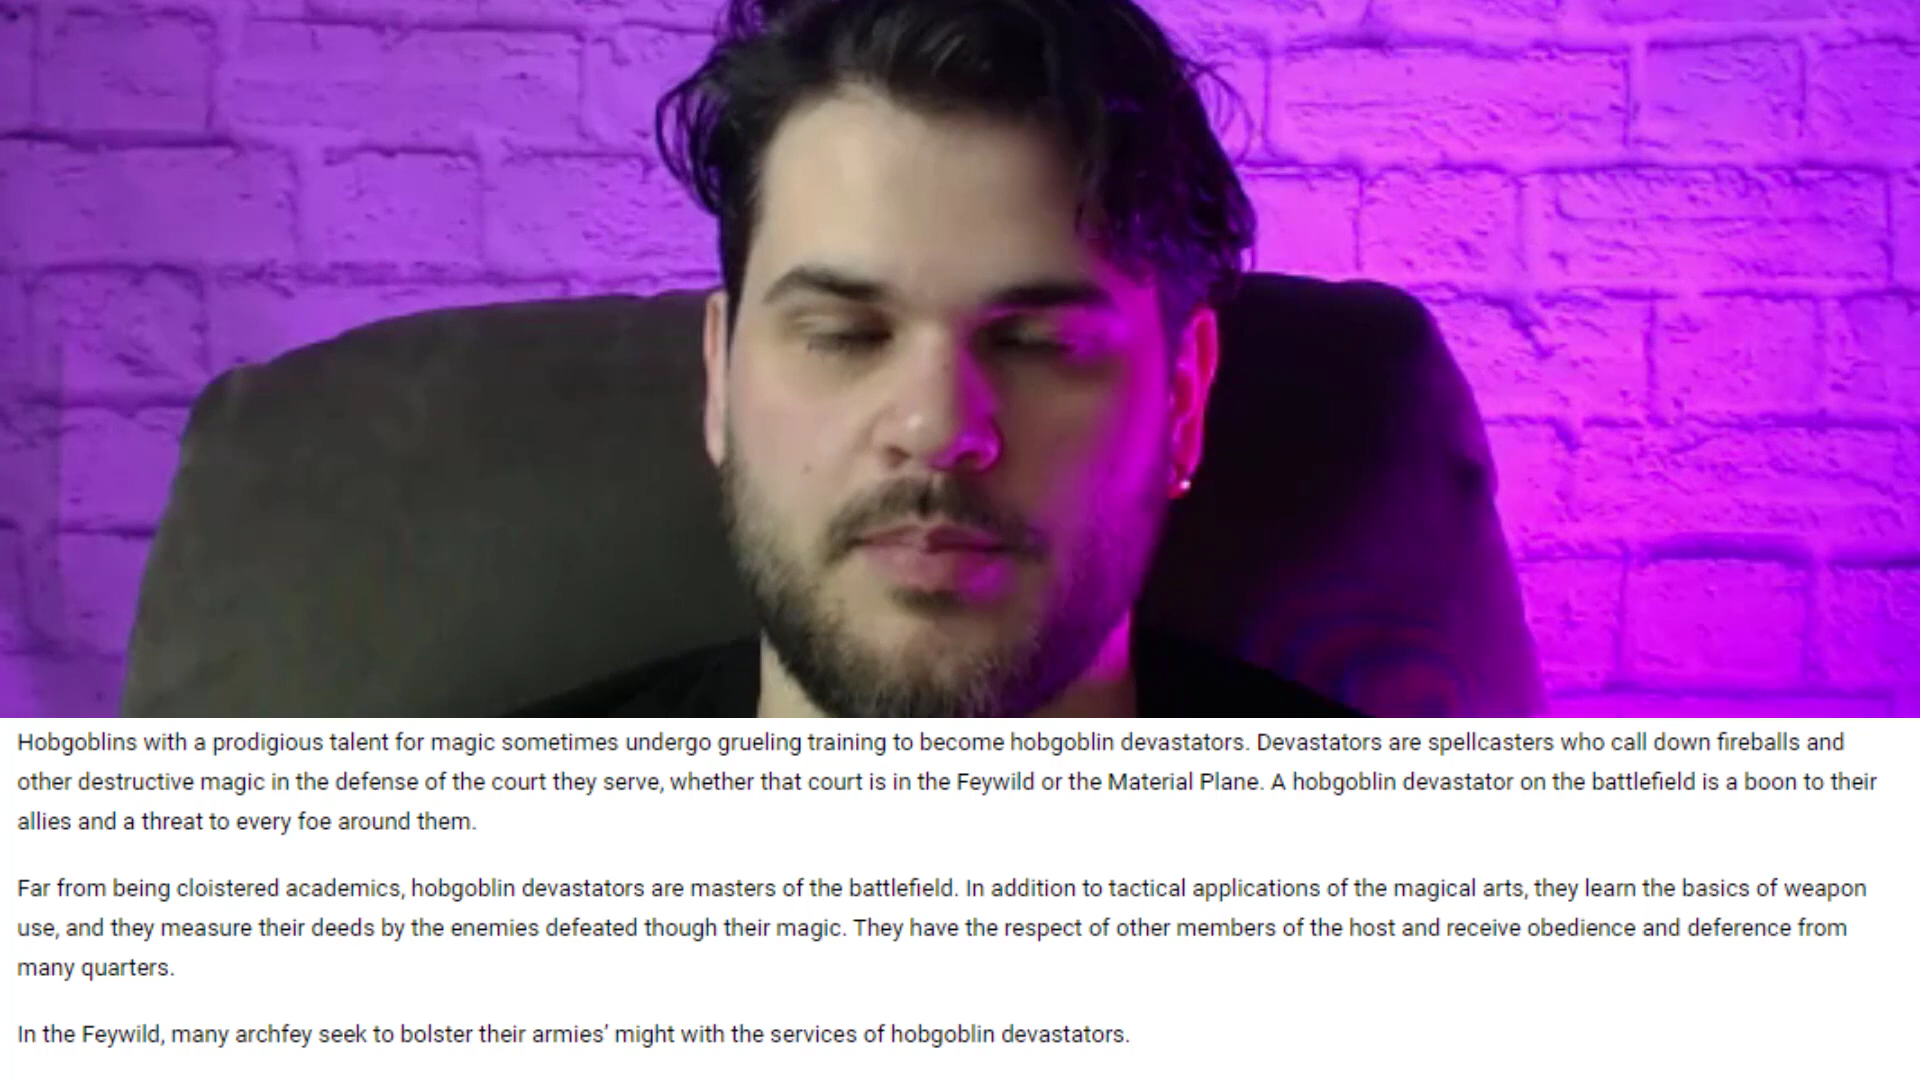 Hobgoblins with a prodigious talent for magic sometimes undergo grueling training to become hobgoblin devastators. Devastators are spellcasters who call down fireballs and
other destructive magic in the defense of the court they serve, whether that court is in the Feywild or the Material Plane. A hobgoblin devastator on the battlefield is a boon to their
allies and a threat to every foe around them.
Far from being cloistered academics, hobgoblin devastators are masters of the battlefield. In addition to tactical applications of the magical arts, they learn the basics of weapon
use, and they measure their deeds by the enemies defeated though their magic. They have the respect of other members of the host and receive obedience and deference from
many quarters.
In the Feywild, many archfey seek to bolster their armies’ might with the services of hobgoblin devastators.